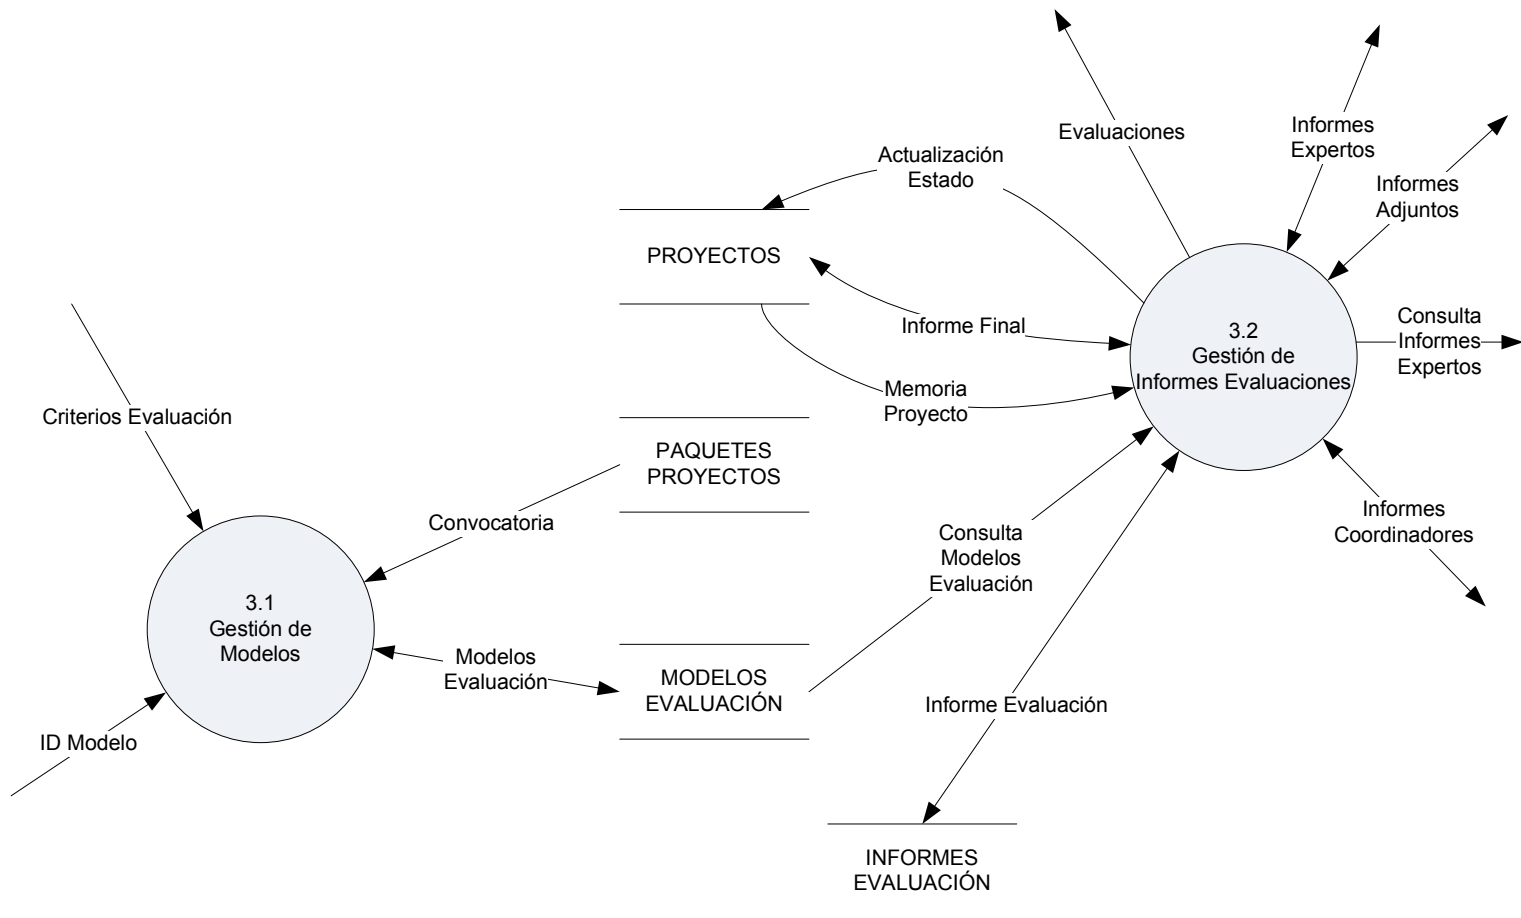 Evaluaciones
Informes
Expertos
Actualización
Estado
Informes
Adjuntos
PROYECTOS
Informe Final
3.2
Gestión de
Informes Evaluaciones
Consulta
Informes
Expertos
Memoria
Proyecto
Criterios Evaluación
PAQUETES
PROYECTOS
Convocatoria
Informes
Coordinadores
Consulta
Modelos
Evaluación
3.1
Gestión de
Modelos
Modelos
Evaluación
MODELOS
EVALUACIÓN
Informe Evaluación
ID Modelo
INFORMES
EVALUACIÓN